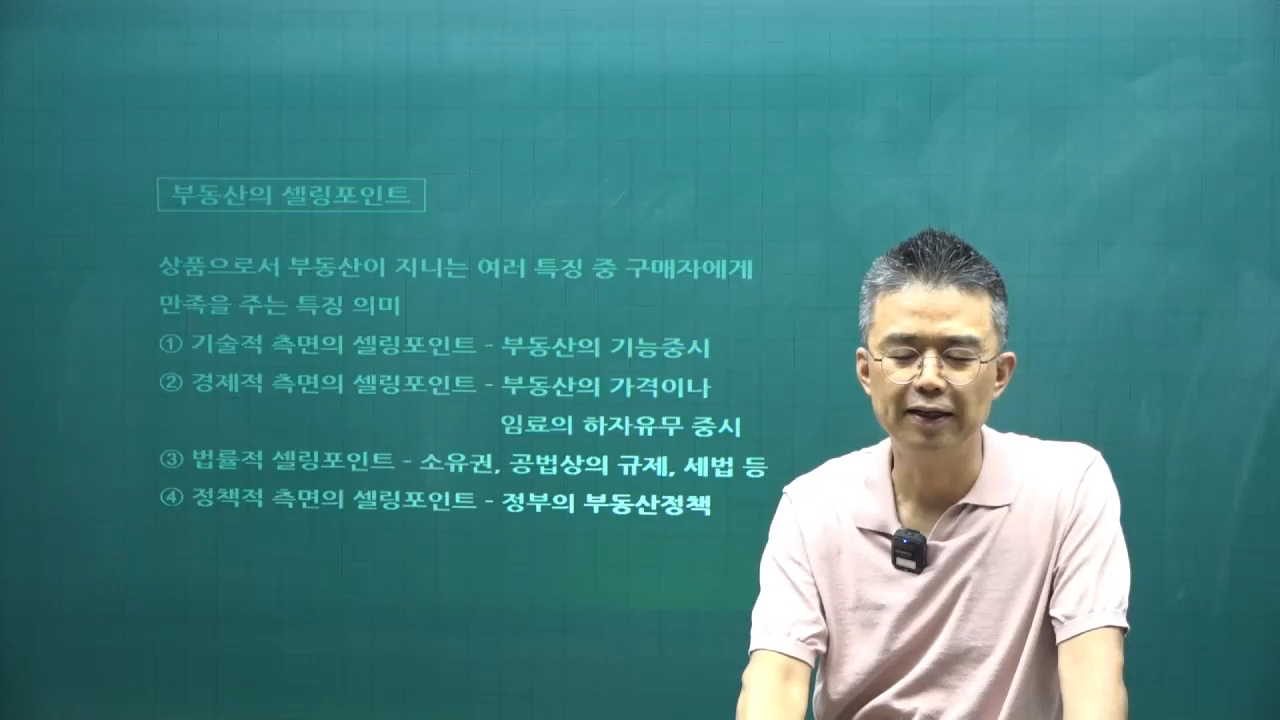 부동산의 셀링포인트
상품으로서 부동산이 지니는 여러 특징 중 구매자에게
만족을 주는 특징 의미
① 기술적 측면의 셀링포인트 - 부동산의 기능중시
② 경제적 측면의 셀링포인트 - 부동산의 가격이나
임료의 하자유무 중시
③ 법률적 셀링포인트 - 소유권, 공법상의 규제, 세법 등
④ 정책적 측면의 셀링포인트 - 정부의 부동산정책